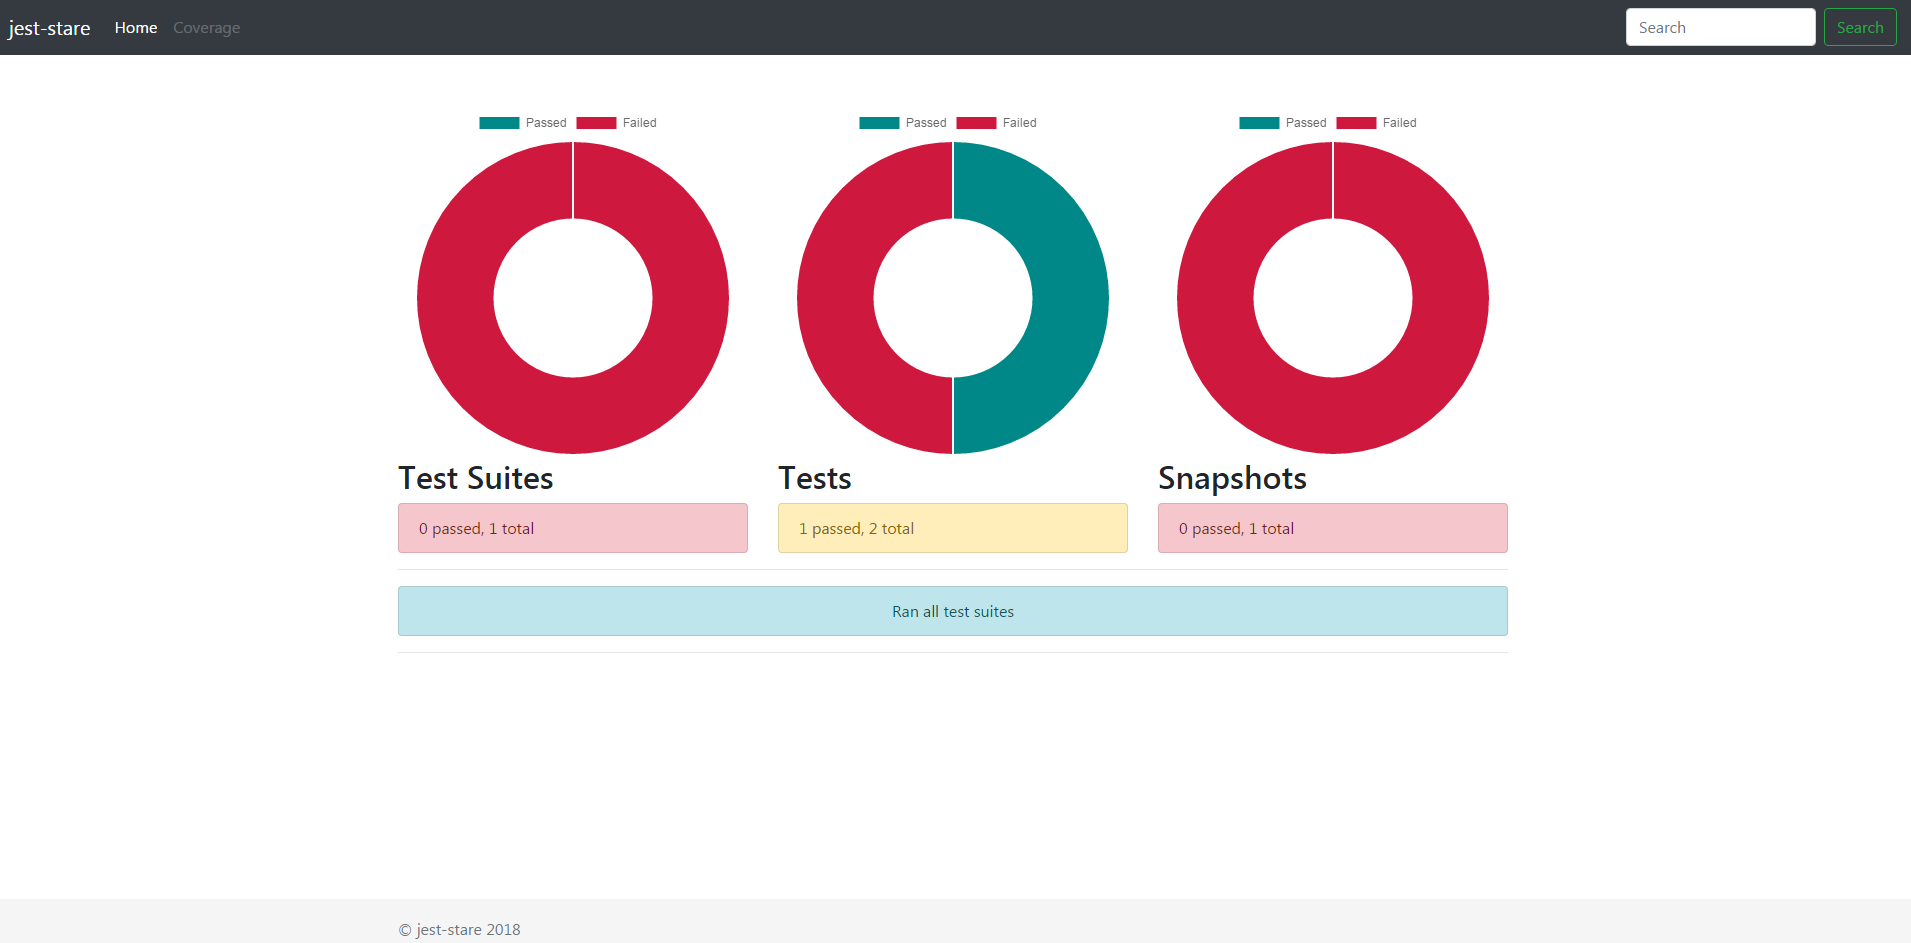 jest-stare Home Coverage Search Search
Passed Failed Passed Failed Passed Failed
Test Suites Tests Snapshots
0 passed, 1 total 1 passed, 2 total 0 passed, 1 total
Ran all test suites
© jest-stare 2018